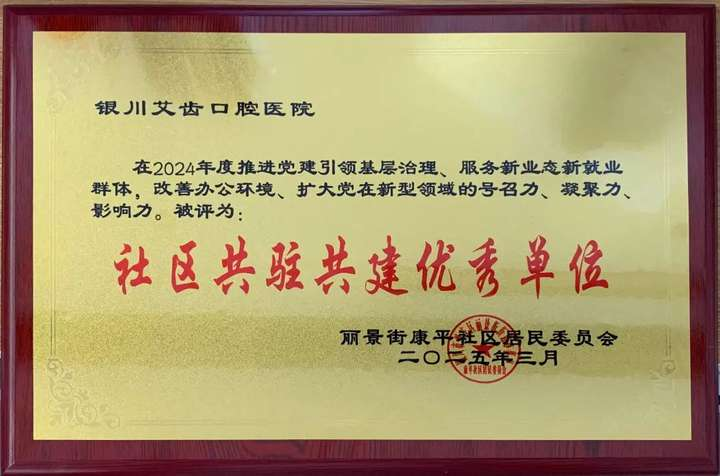 银川艾齿口腔医院
在2024年度推进党建引领基层治理、服务新业态新就业
群体，改善办公环境、扩大党在新型领域的号召力、凝聚力、
影响力。被评为：
社区共驻共建优秀单位
丽景街康平社区居民委员会
二〇二五年三月